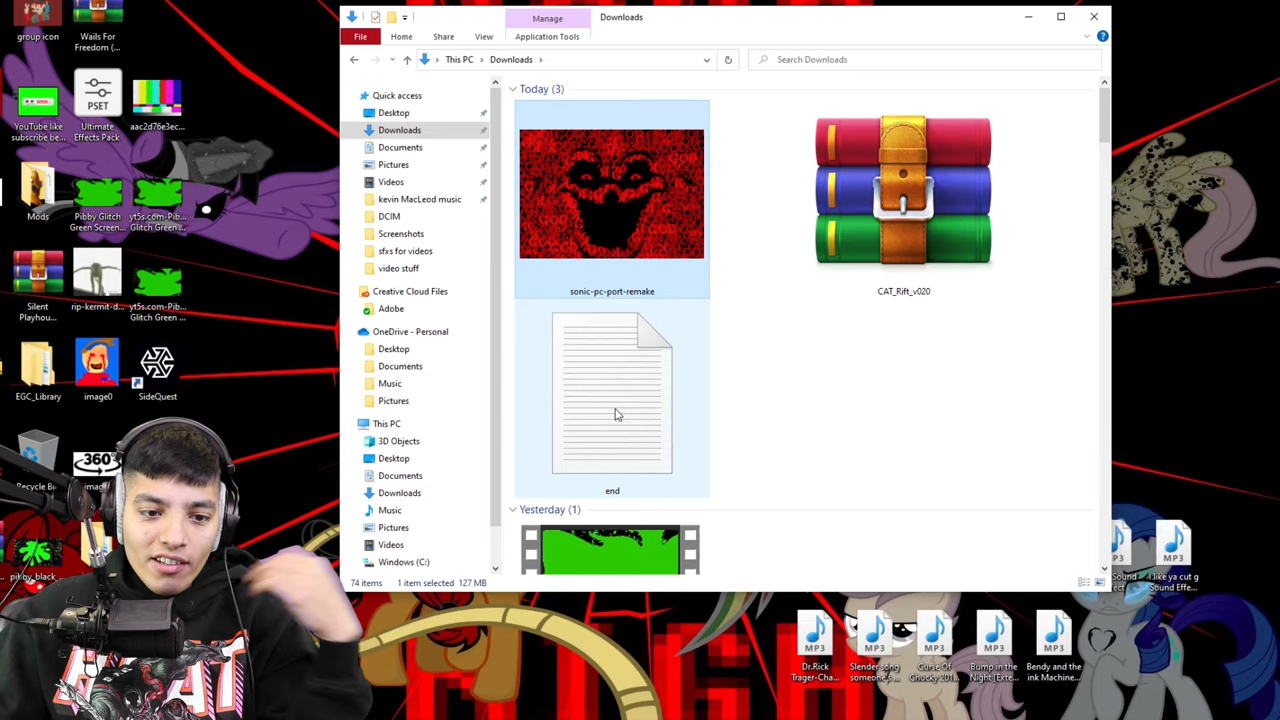 group icon
Wails For
Freedom (...
PSET
YouTube like
subscribe be...
Ultimate
Effects Pack
aac2d76e3ec...
Mods
Pibby Glitch
Green Screen...
yt5s.com-Pib...
Glitch Green ...
Silent
Playhou...
rip-kermit-d...
yt5s.com-Pib...
Glitch Green ...
EGC_Library
image0
SideQuest
Recycle Bi
360°
Manage
Downloads
File
Home
Share
View
Application Tools
This PC
Downloads
Search Downloads
Quick access
Desktop
Downloads
Documents
Pictures
Videos
kevin MacLeod music
DCIM
Screenshots
sfxs for videos
video stuff
Creative Cloud Files
Adobe
OneDrive - Personal
Desktop
Documents
Music
Pictures
This PC
3D Objects
Desktop
Documents
Downloads
Music
Pictures
Videos
Windows (C:)
Today (3)
GOD
sonic-pc-port-remake
CAT_Rift_v020
end
Yesterday (1)
74 items
1 item selected
127 MB
MP3
MP3
Sound
I like ya cut g
Sound Effe...
MP3
MP3
MP3
MP3
MP3
Dr.Rick
Trager-Cha...
Slender song
someone's ...
Curse Of
Chucky 201...
Bump in the
Night [Exte...
Bendy and the
ink Machine...